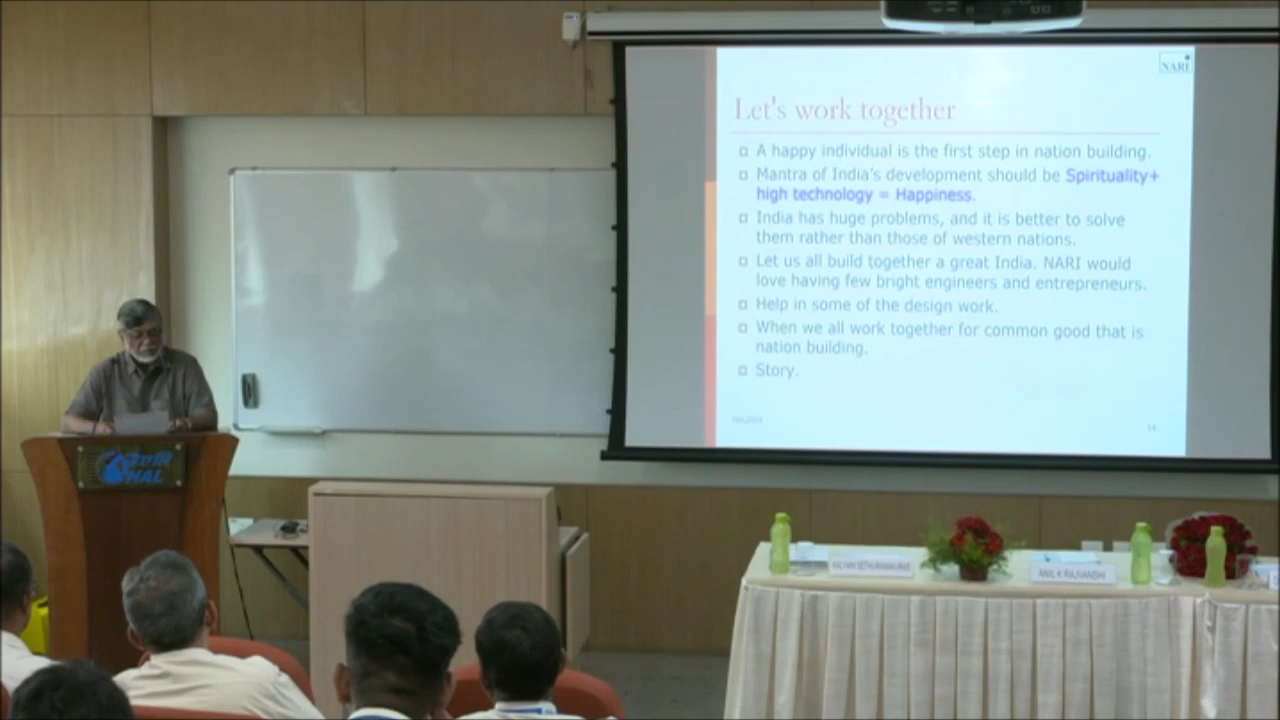 NARI
Let's work together
A happy individual is the first step in nation building.
Mantra of India's development should be Spirituality+
high technology = Happiness.
India has huge problems, and it is better to solve
them rather than those of western nations.
Let us all build together a great India. NARI would
love having few bright engineers and entrepreneurs.
Help in some of the design work.
When we all work together for common good that is
nation building.
Story.
14
HAL
ANIL K RAJVANSHI